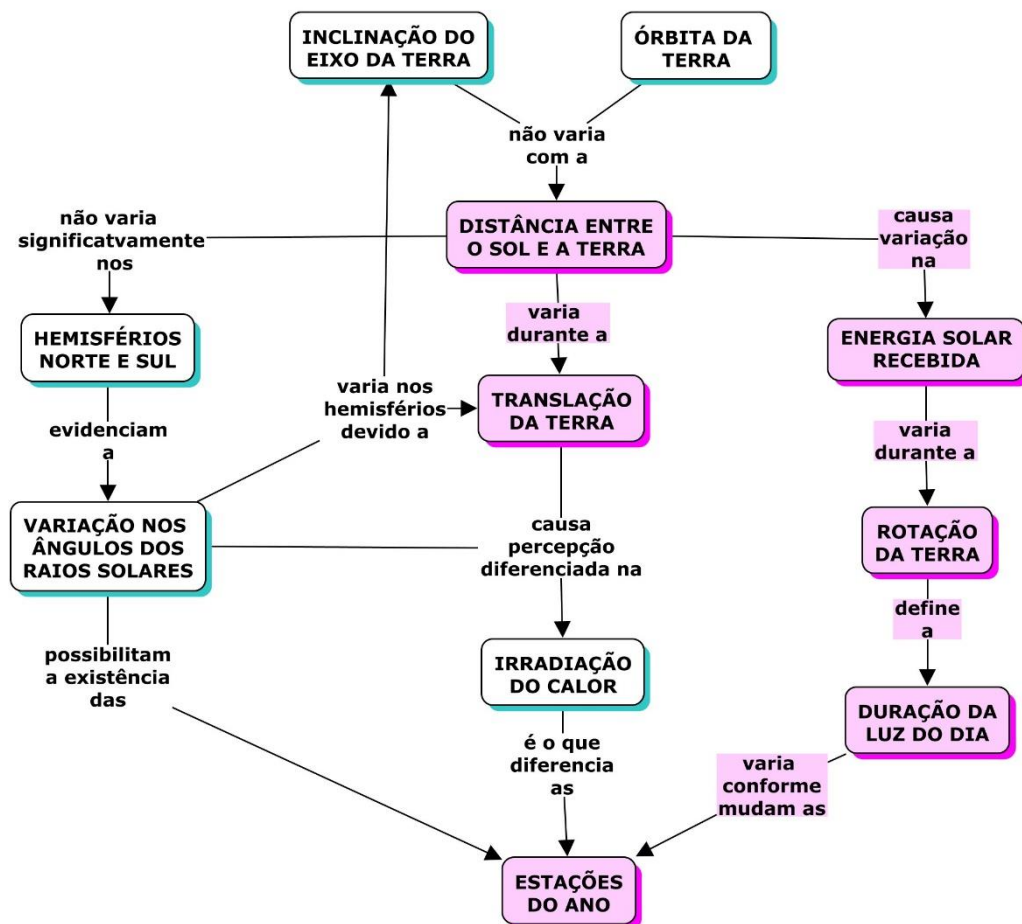 INCLINAÇÃO DO
EIXO DA TERRA
ÓRBITA DA
TERRA
não varia
com a
DISTÂNCIA ENTRE
O SOL E A TERRA
não varia
significatvamente
nos
causa
variação
na
varia
durante a
HEMISFÉRIOS
NORTE E SUL
ENERGIA SOLAR
RECEBIDA
varia nos
hemisférios
devido a
TRANSLAÇÃO
DA TERRA
evidenciam
a
varia
durante a
VARIAÇÃO NOS
ÂNGULOS DOS
RAIOS SOLARES
causa
percepção
diferenciada na
ROTAÇÃO
DA TERRA
define
a
possibilitam
a existência
das
IRRADIAÇÃO
DO CALOR
DURAÇÃO DA
LUZ DO DIA
é o que
diferencia
as
varia
conforme
mudam as
ESTAÇÕES
DO ANO